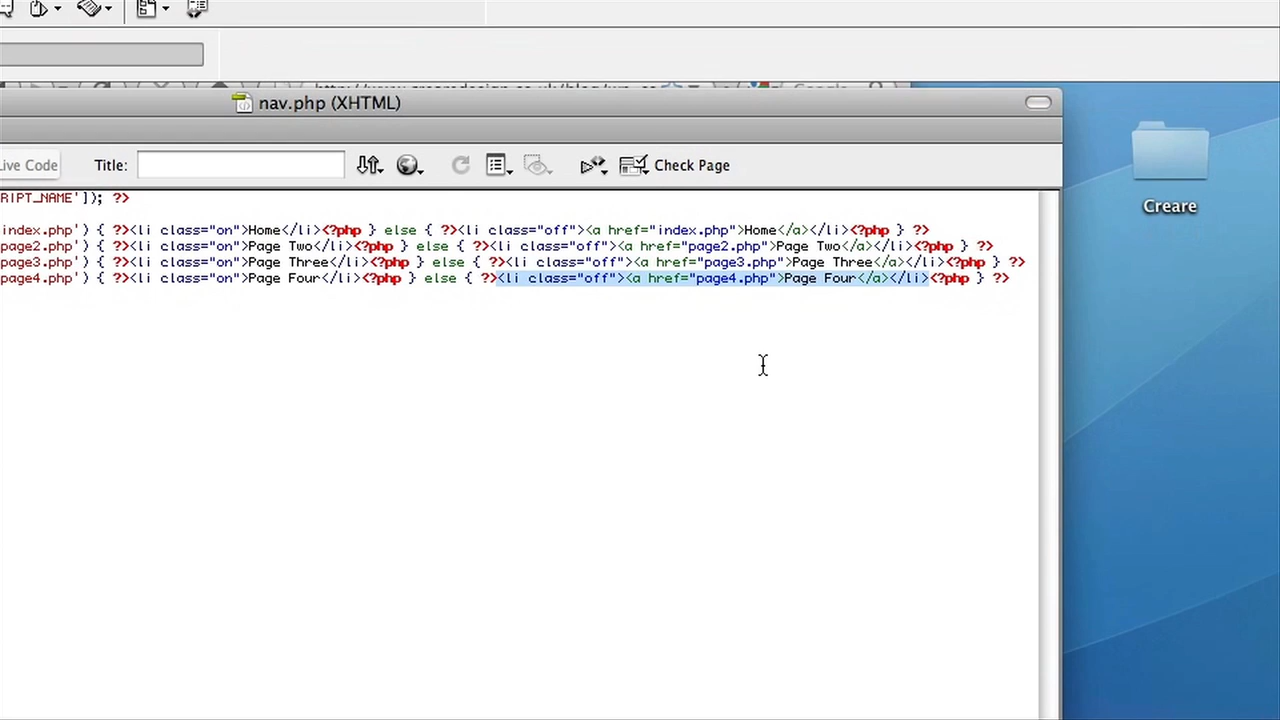 nav.php (XHTML)
Live Code Title: Check Page
RIPT_NAME']); ?>
index.php') { ?><li class="on">Home</li><?php } else { ?><li class="off"><a href="index.php">Home</a></li><?php } ?>
page2.php') { ?><li class="on">Page Two</li><?php } else { ?><li class="off"><a href="page2.php">Page Two</a></li><?php } ?>
page3.php') { ?><li class="on">Page Three</li><?php } else { ?><li class="off"><a href="page3.php">Page Three</a></li><?php } ?>
page4.php') { ?><li class="on">Page Four</li><?php } else { ?><li class="off"><a href="page4.php">Page Four</a></li><?php } ?>
Creare